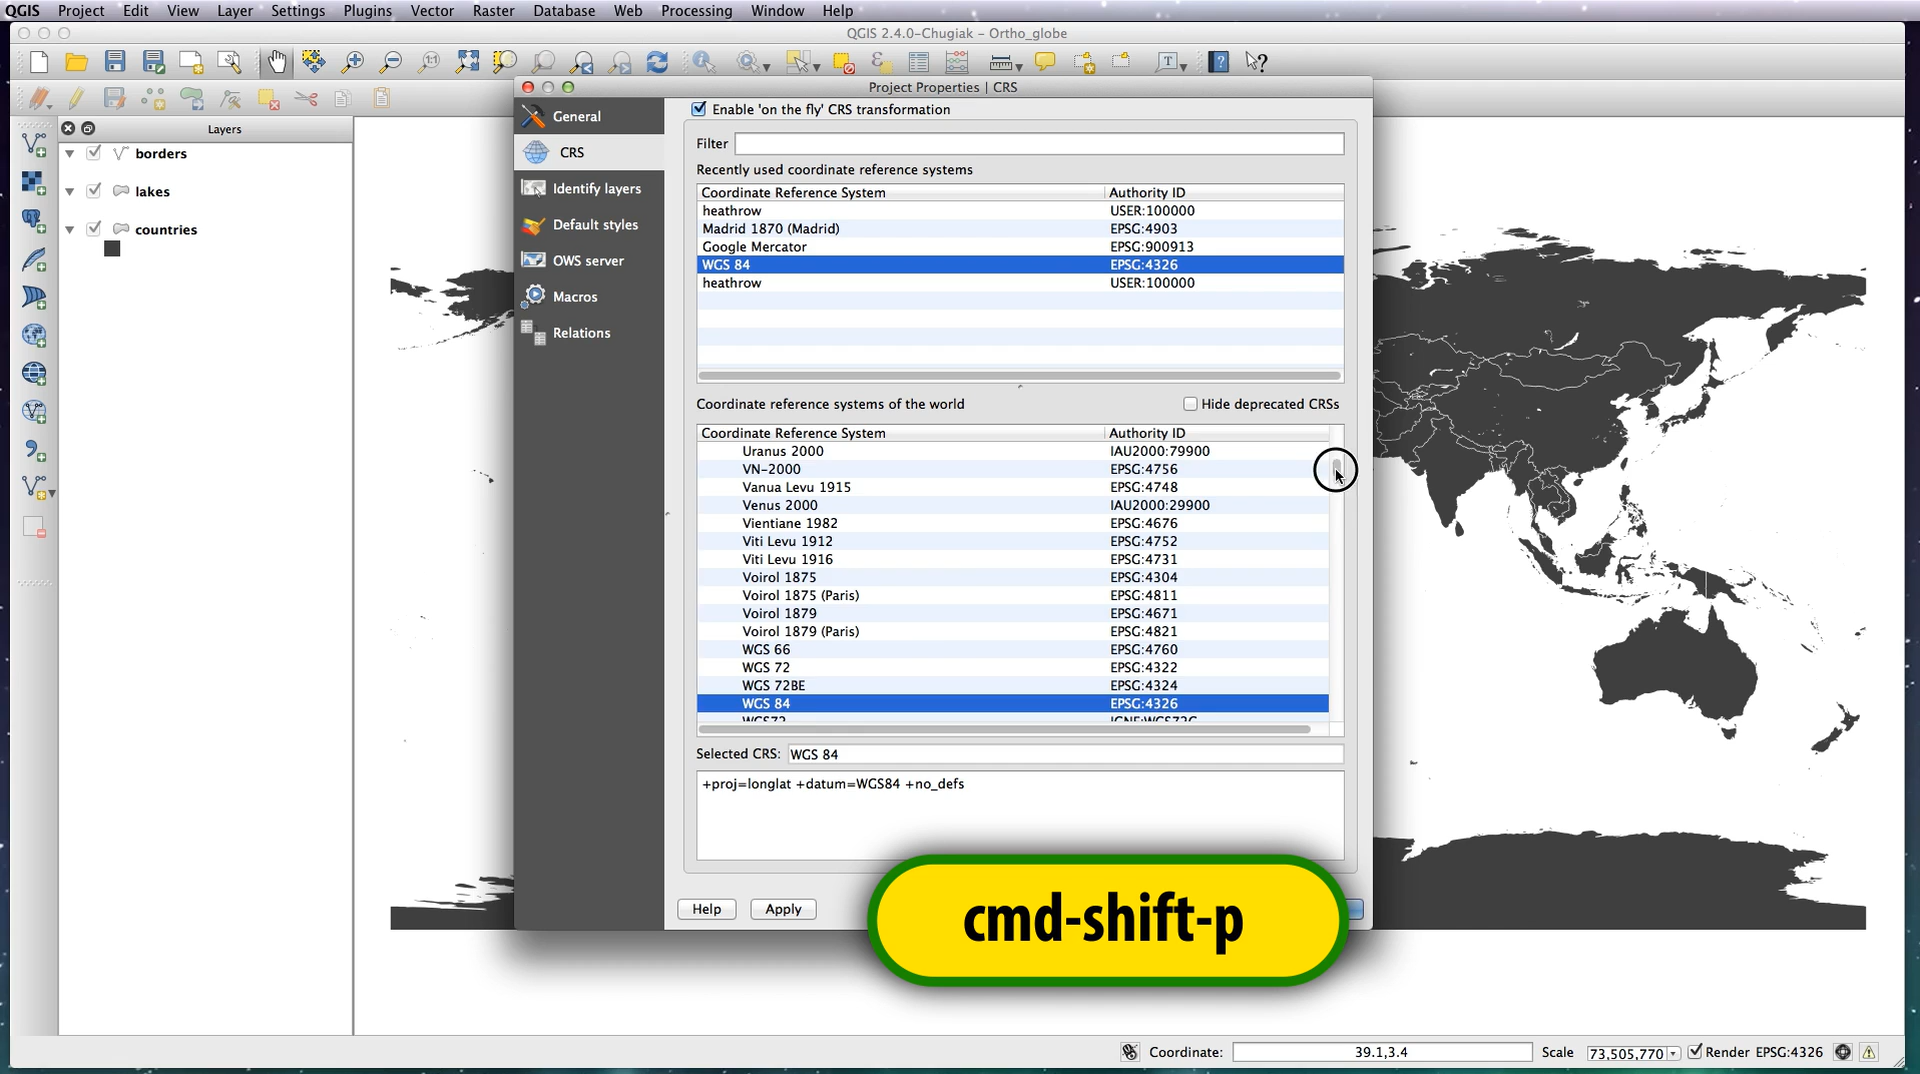 QGIS Project Edit View Layer Settings Plugins Vector Raster Database Web Processing Window Help
QGIS 2.4.0-Chugiak - Ortho_globe
Project Properties | CRS
Layers
borders
lakes
countries
General
CRS
Identify layers
Default styles
OWS server
Macros
Relations
Enable 'on the fly' CRS transformation
Filter
Recently used coordinate reference systems
Coordinate Reference System Authority ID
heathrow USER:100000
Madrid 1870 (Madrid) EPSG:4903
Google Mercator EPSG:900913
WGS 84 EPSG:4326
heathrow USER:100000
Coordinate reference systems of the world Hide deprecated CRSs
Coordinate Reference System Authority ID
Uranus 2000 IAU2000:79900
VN-2000 EPSG:4756
Vanua Levu 1915 EPSG:4748
Venus 2000 IAU2000:29900
Vientiane 1982 EPSG:4676
Viti Levu 1912 EPSG:4752
Viti Levu 1916 EPSG:4731
Voirol 1875 EPSG:4304
Voirol 1875 (Paris) EPSG:4811
Voirol 1879 EPSG:4671
Voirol 1879 (Paris) EPSG:4821
WGS 66 EPSG:4760
WGS 72 EPSG:4322
WGS 72BE EPSG:4324
WGS 84 EPSG:4326
WGS72 IGNF:WGS72G
Selected CRS: WGS 84
+proj=longlat +datum=WGS84 +no_defs
Help Apply
cmd-shift-p
Coordinate: 39.1,3.4 Scale 73,505,770 Render EPSG:4326